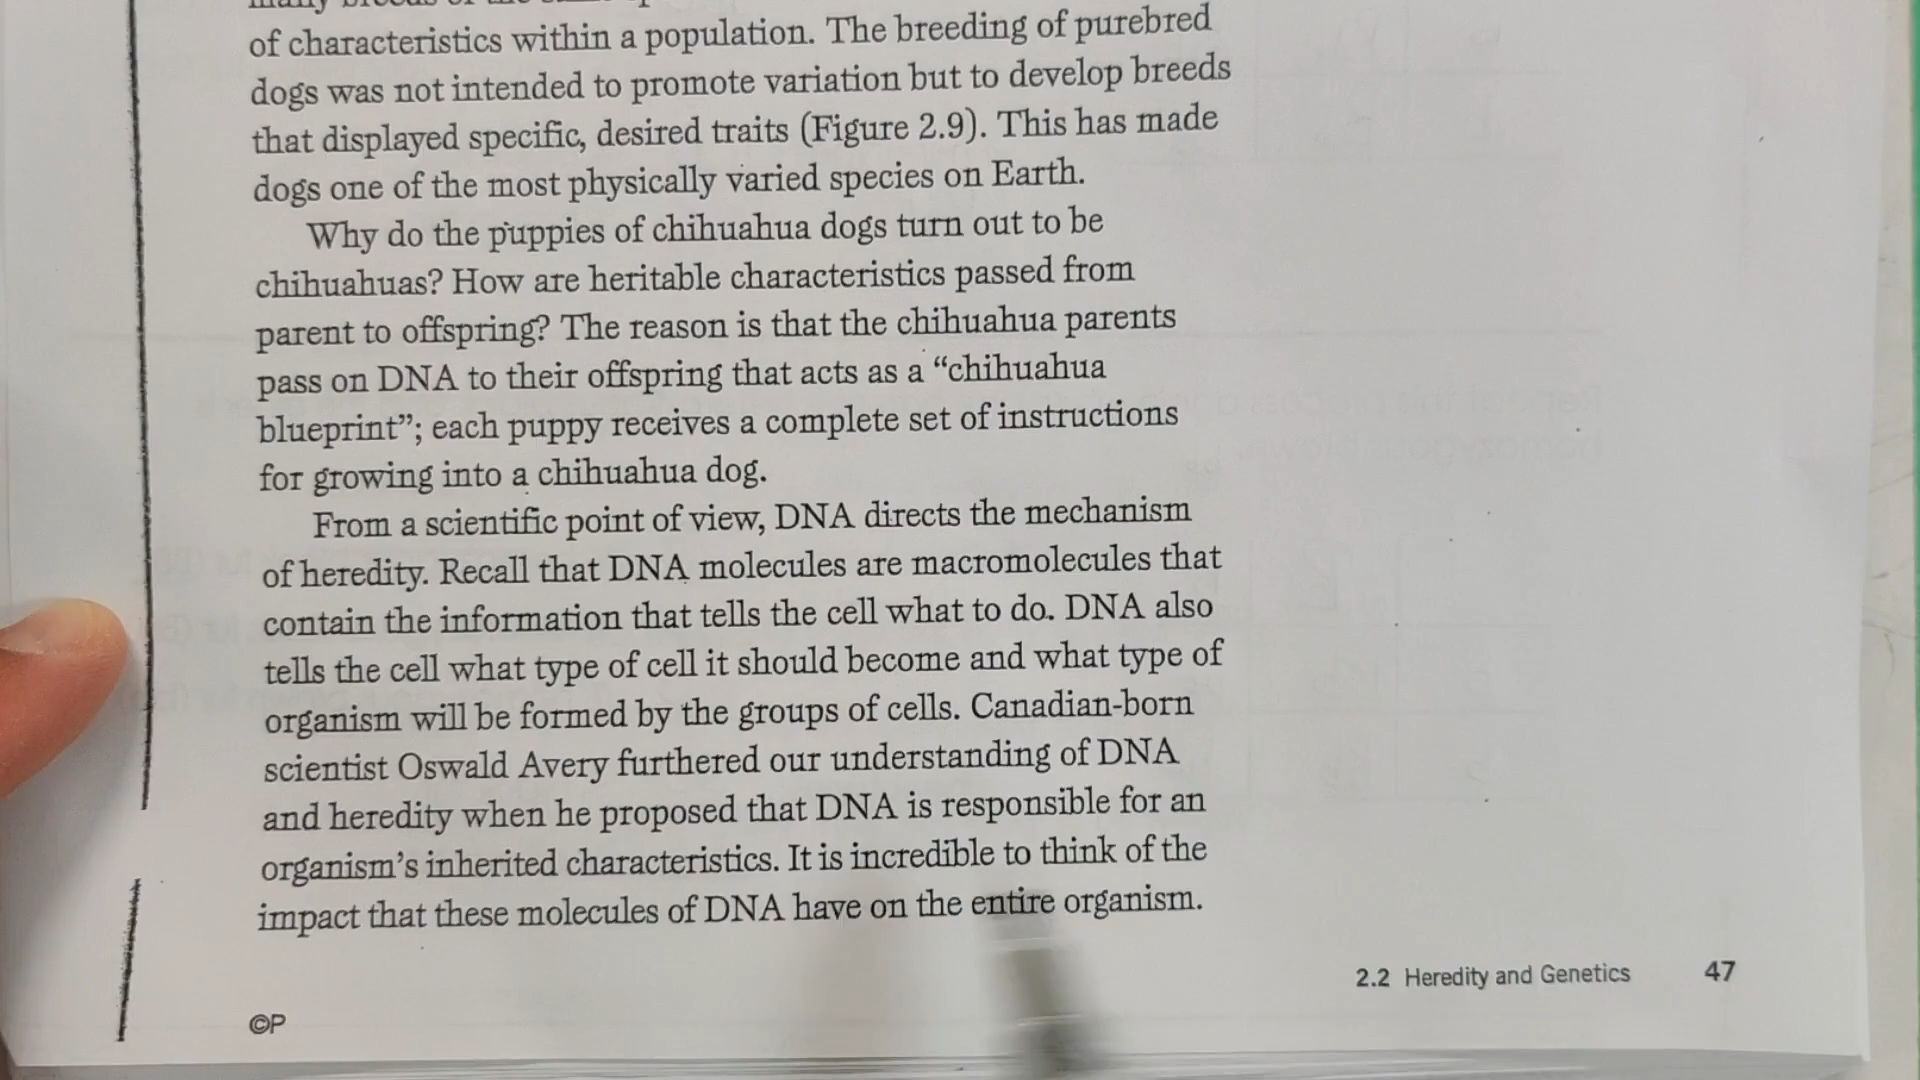 of characteristics within a population. The breeding of purebred
dogs was not intended to promote variation but to develop breeds
that displayed specific, desired traits (Figure 2.9). This has made
dogs one of the most physically varied species on Earth.
Why do the puppies of chihuahua dogs turn out to be
chihuahuas? How are heritable characteristics passed from
parent to offspring? The reason is that the chihuahua parents
pass on DNA to their offspring that acts as a “chihuahua
blueprint”; each puppy receives a complete set of instructions
for growing into a chihuahua dog.
From a scientific point of view, DNA directs the mechanism
of heredity. Recall that DNA molecules are macromolecules that
contain the information that tells the cell what to do. DNA also
tells the cell what type of cell it should become and what type of
organism will be formed by the groups of cells. Canadian-born
scientist Oswald Avery furthered our understanding of DNA
and heredity when he proposed that DNA is responsible for an
organism’s inherited characteristics. It is incredible to think of the
impact that these molecules of DNA have on the entire organism.
2.2 Heredity and Genetics 47
©P